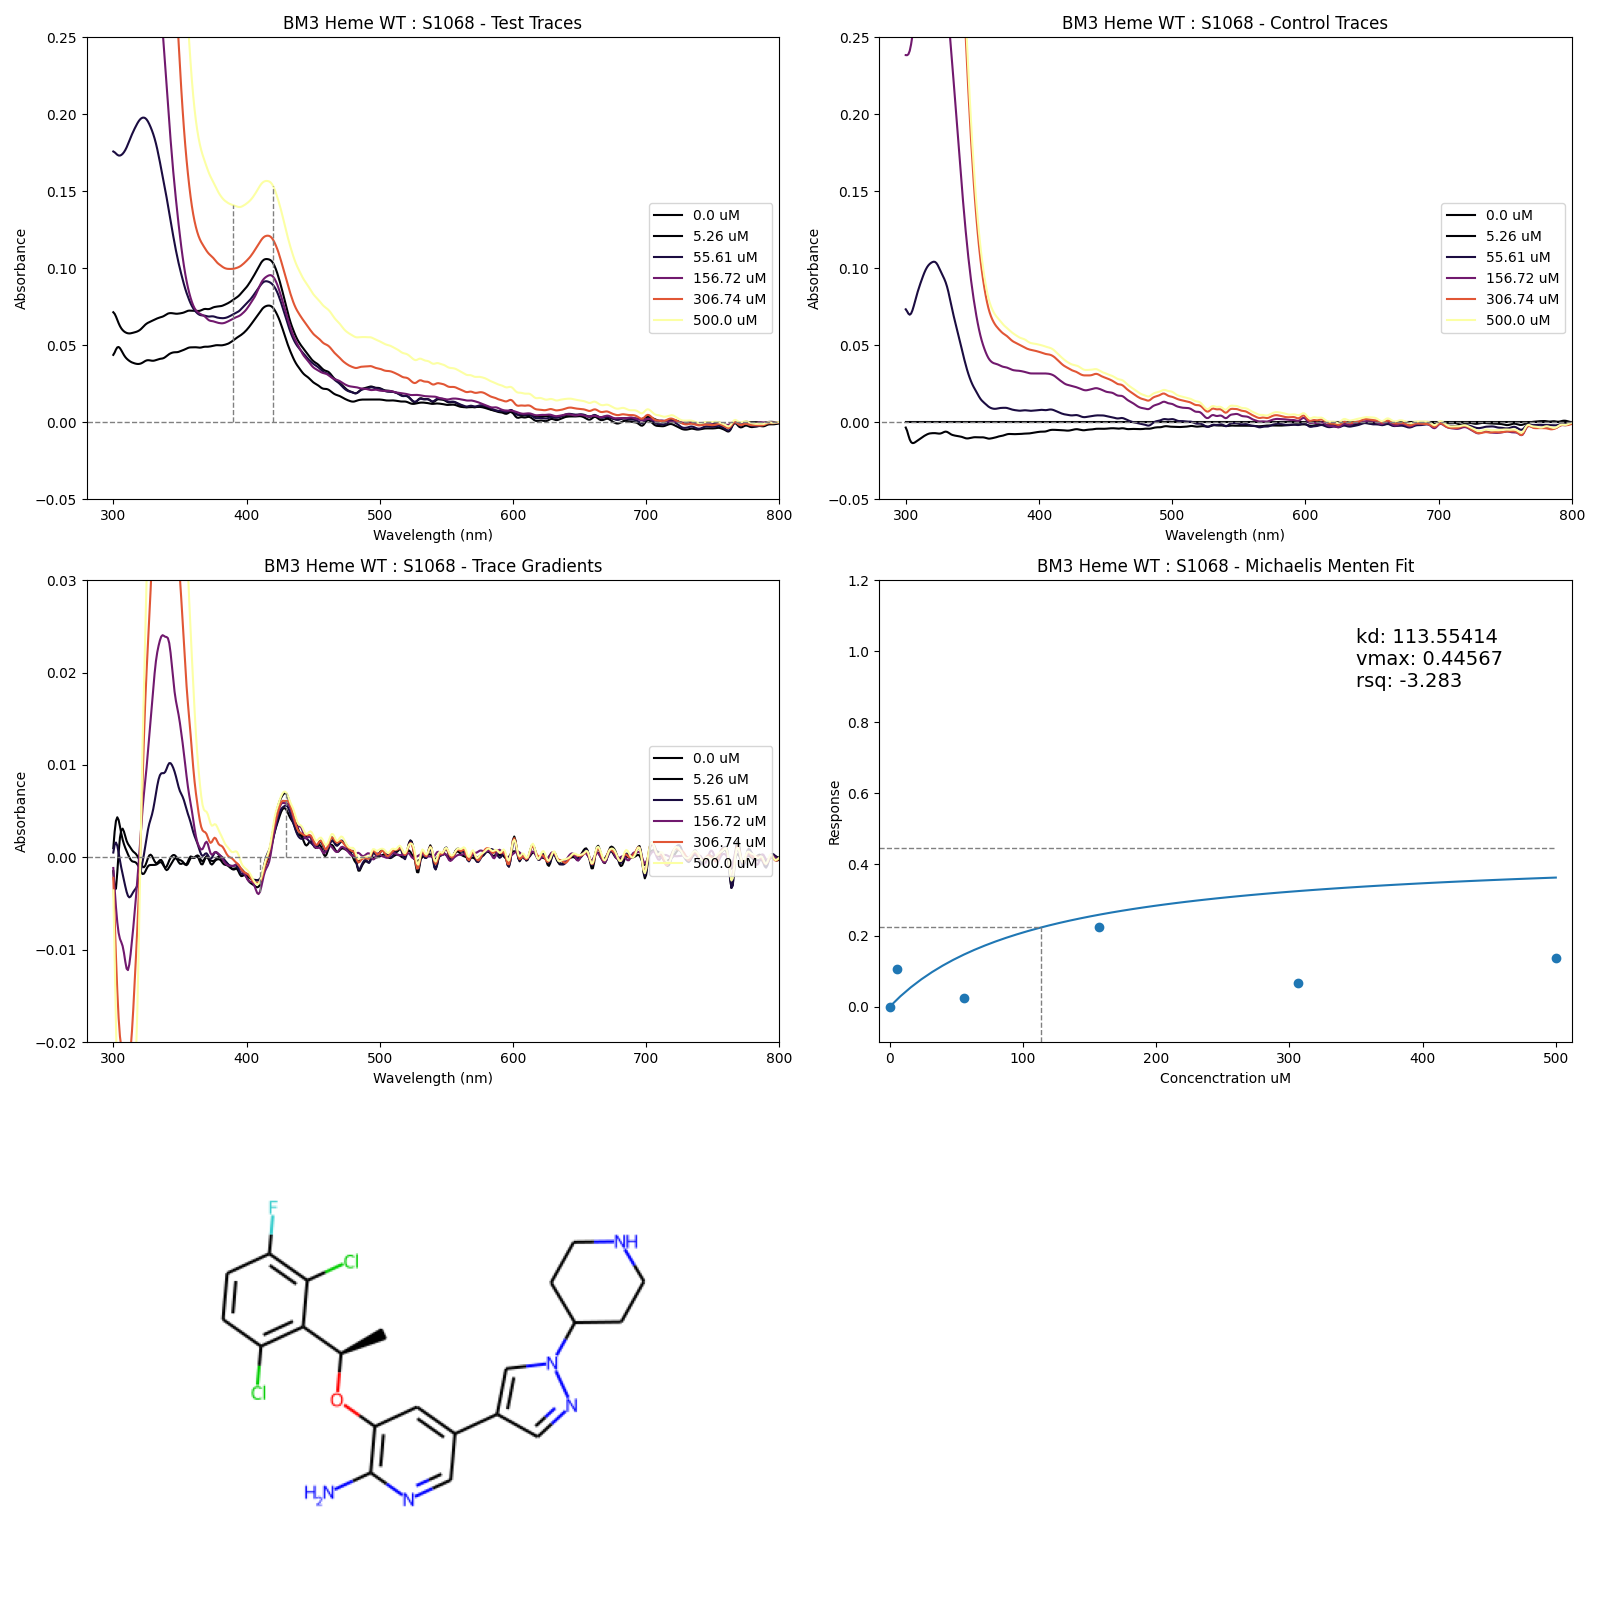 BM3 Heme WT : S1068 - Test Traces
0.25
0.20
0.15
0.10
0.05
0.00
−0.05
Absorbance
300 400 500 600 700 800
Wavelength (nm)
0.0 uM
5.26 uM
55.61 uM
156.72 uM
306.74 uM
500.0 uM
BM3 Heme WT : S1068 - Control Traces
0.25
0.20
0.15
0.10
0.05
0.00
−0.05
Absorbance
300 400 500 600 700 800
Wavelength (nm)
0.0 uM
5.26 uM
55.61 uM
156.72 uM
306.74 uM
500.0 uM
BM3 Heme WT : S1068 - Trace Gradients
0.03
0.02
0.01
0.00
−0.01
−0.02
Absorbance
300 400 500 600 700 800
Wavelength (nm)
0.0 uM
5.26 uM
55.61 uM
156.72 uM
306.74 uM
500.0 uM
BM3 Heme WT : S1068 - Michaelis Menten Fit
1.2
1.0
0.8
0.6
0.4
0.2
0.0
Response
kd: 113.55414
vmax: 0.44567
rsq: -3.283
0 100 200 300 400 500
Concenctration uM
F
Cl
NH
Cl
O
N
N
H2N
N